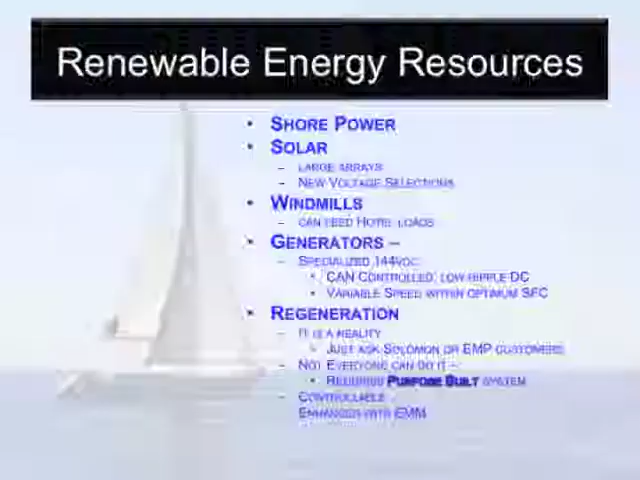 Renewable Energy Resources
• SHORE POWER
• SOLAR
– LARGE ARRAYS
– NEW VOLTAGE SELECTIONS
• WINDMILLS
– CAN FEED HOTEL LOADS
• GENERATORS –
– SPECIALIZED 144VDC
• CAN CONTROLLED, LOW RIPPLE DC
• VARIABLE SPEED WITHIN OPTIMUM SFC
• REGENERATION
– IT IS A REALITY
• JUST ASK SOLOMON OR EMP CUSTOMERS
– NOT EVERYONE CAN DO IT –
• REQUIRES PURPOSE BUILT SYSTEM
– CONTROLLABLE
ENHANCED WITH EMM